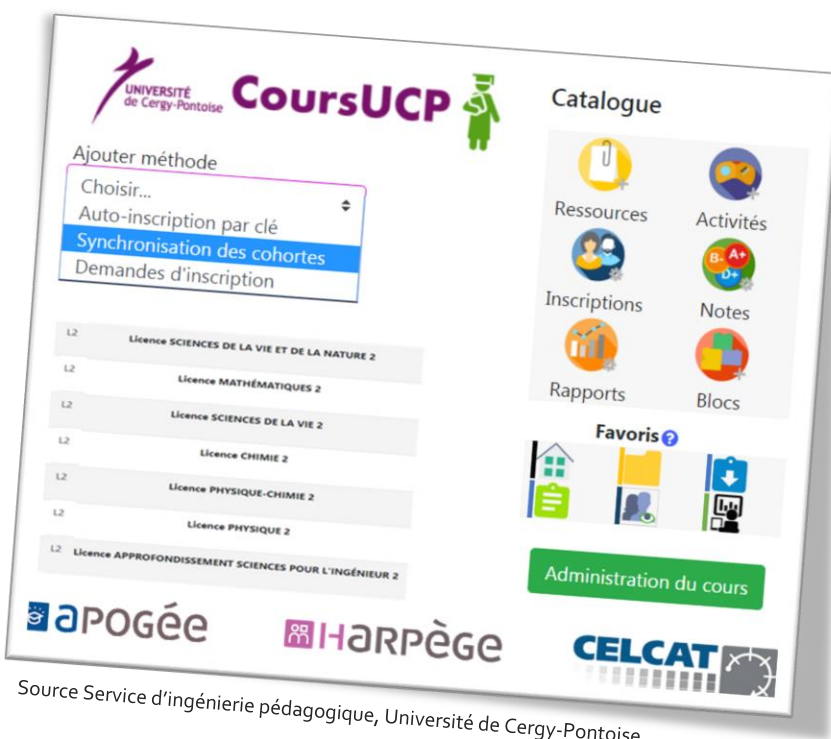 UNIVERSITÉ
de Cergy-Pontoise
CoursUCP
Ajouter méthode
Choisir...
Auto-inscription par clé
Synchronisation des cohortes
Demandes d'inscription
L2 Licence SCIENCES DE LA VIE ET DE LA NATURE 2
L2 Licence MATHÉMATIQUES 2
L2 Licence SCIENCES DE LA VIE 2
L2 Licence CHIMIE 2
L2 Licence PHYSIQUE-CHIMIE 2
L2 Licence PHYSIQUE 2
L2 Licence APPROFONDISSEMENT SCIENCES POUR L'INGÉNIEUR 2
Catalogue
Ressources
Activités
Inscriptions
B- A+
D+
Notes
Rapports
Blocs
Favoris ?
Administration du cours
apogée
HARPÈGE
CELCAT
Source Service d'ingénierie pédagogique, Université de Cergy-Pontoise